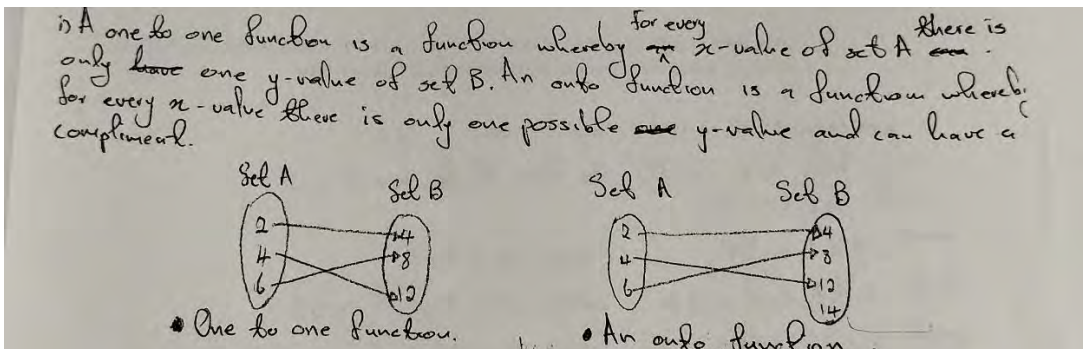 i) A one to one function is a function whereby for every x-value of set A there is
only one y-value of set B. An onto function is a function whereby
for every x-value there is only one possible y-value and can have a
compliment.
Set A Set B Set A Set B
2 4 2 4
4 8 4 8
6 12 6 12
14
• One to one function. • An onto function